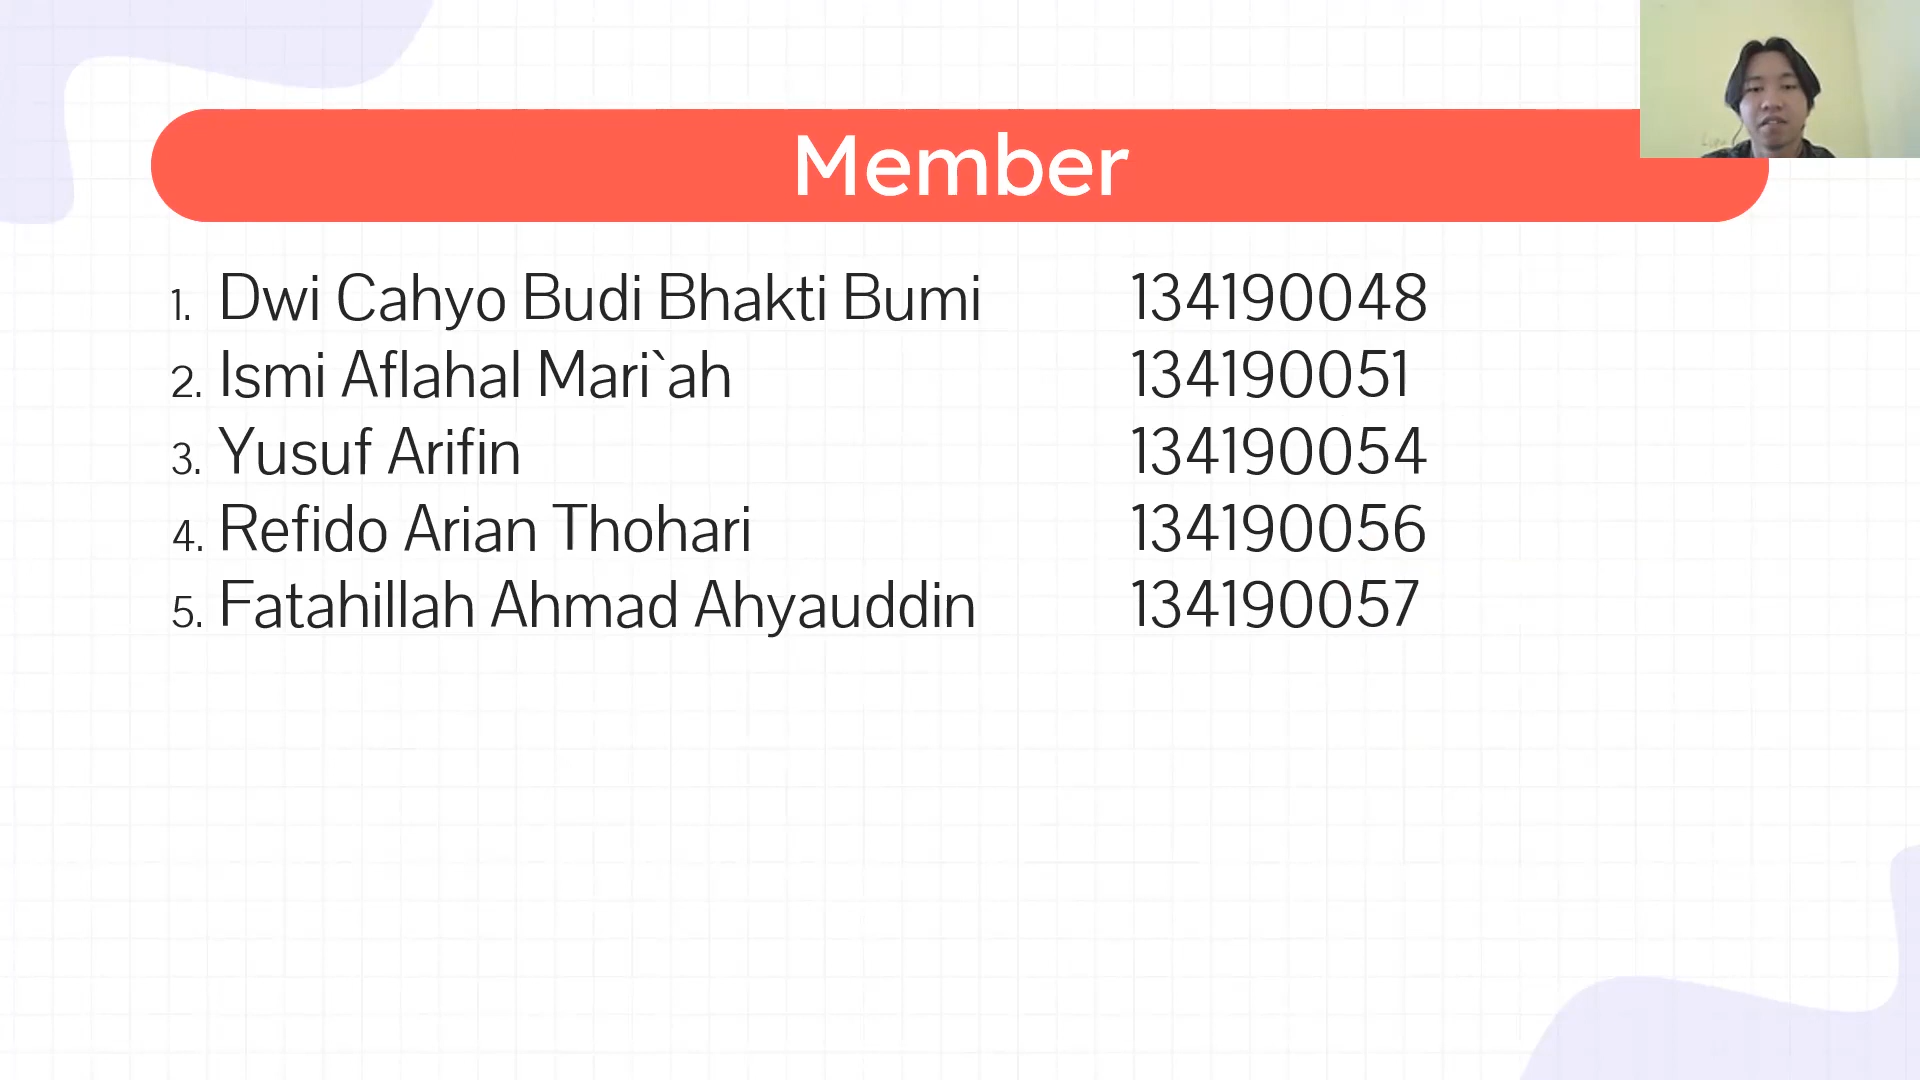 Member
1. Dwi Cahyo Budi Bhakti Bumi 134190048
2. Ismi Aflahal Mari`ah 134190051
3. Yusuf Arifin 134190054
4. Refido Arian Thohari 134190056
5. Fatahillah Ahmad Ahyauddin 134190057